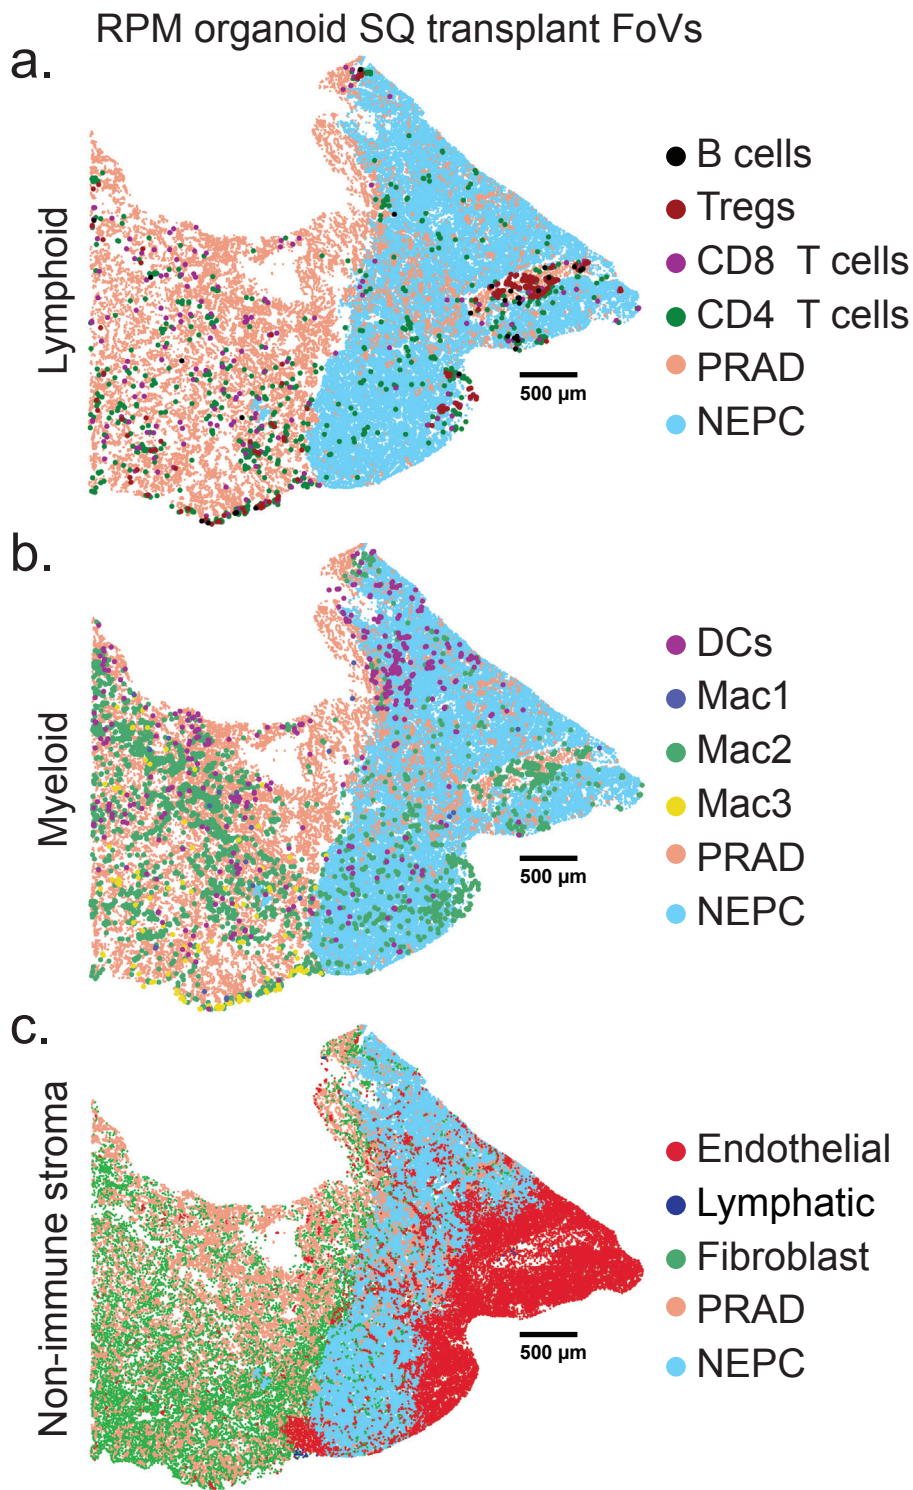 RPM organoid SQ transplant FoVs
a.
Lymphoid
B cells
Tregs
CD8 T cells
CD4 T cells
PRAD
NEPC
500 µm
b.
Myeloid
DCs
Mac1
Mac2
Mac3
PRAD
NEPC
500 µm
c.
Non-immune stroma
Endothelial
Lymphatic
Fibroblast
PRAD
NEPC
500 µm